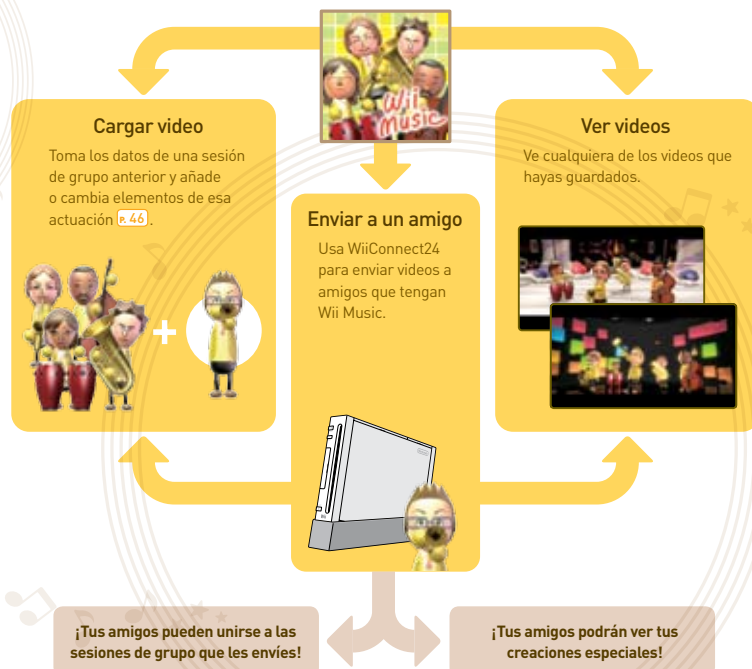 Wii
Music
Cargar video
Toma los datos de una sesión
de grupo anterior y añade
o cambia elementos de esa
actuación P. 46.
+
Enviar a un amigo
Usa WiiConnect24
para enviar videos a
amigos que tengan
Wii Music.
Ver videos
Ve cualquiera de los videos que
hayas guardados.
¡Tus amigos pueden unirse a las
sesiones de grupo que les envíes!
¡Tus amigos podrán ver tus
creaciones especiales!